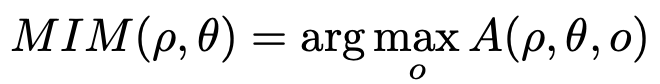 MIM(ρ, θ) = arg max_o A(ρ, θ, o)